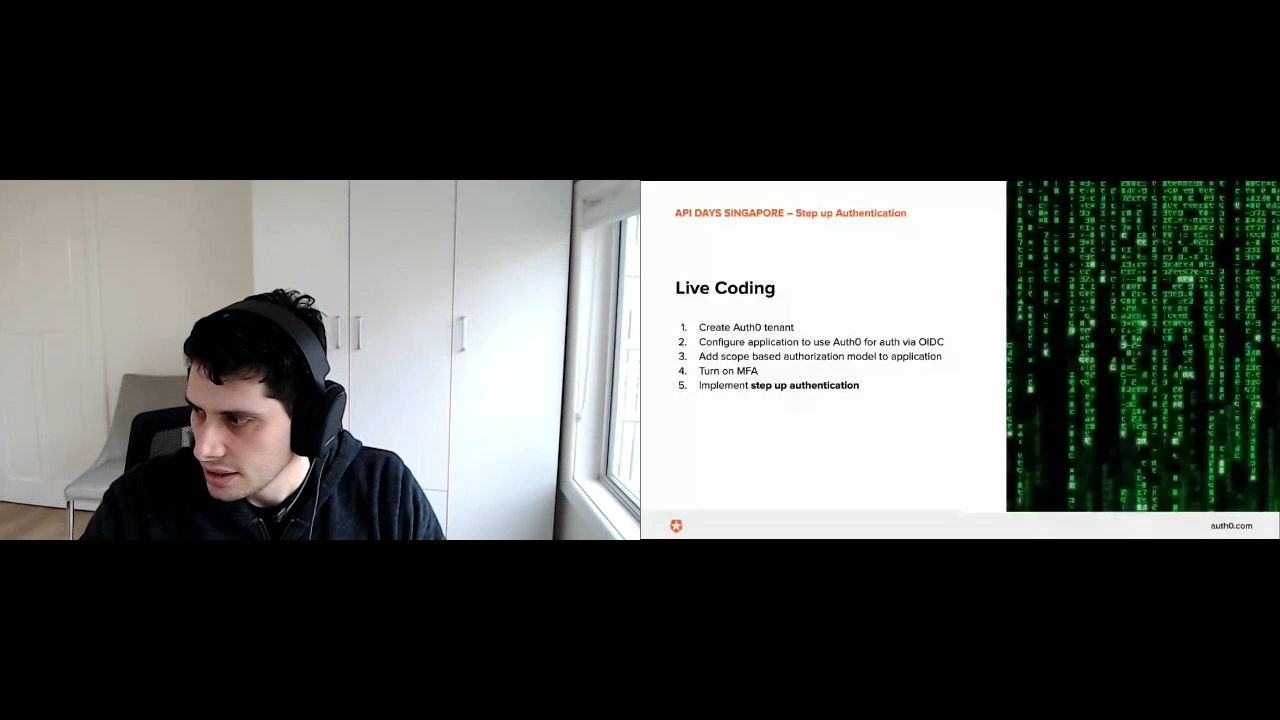 API DAYS SINGAPORE – Step up Authentication
Live Coding
1. Create Auth0 tenant
2. Configure application to use Auth0 for auth via OIDC
3. Add scope based authorization model to application
4. Turn on MFA
5. Implement step up authentication
auth0.com